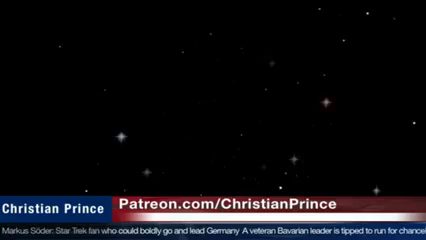 Christian Prince
Patreon.com/ChristianPrince
Markus Söder: Star Trek fan who could boldly go and lead Germany A veteran Bavarian leader is tipped to run for chancel